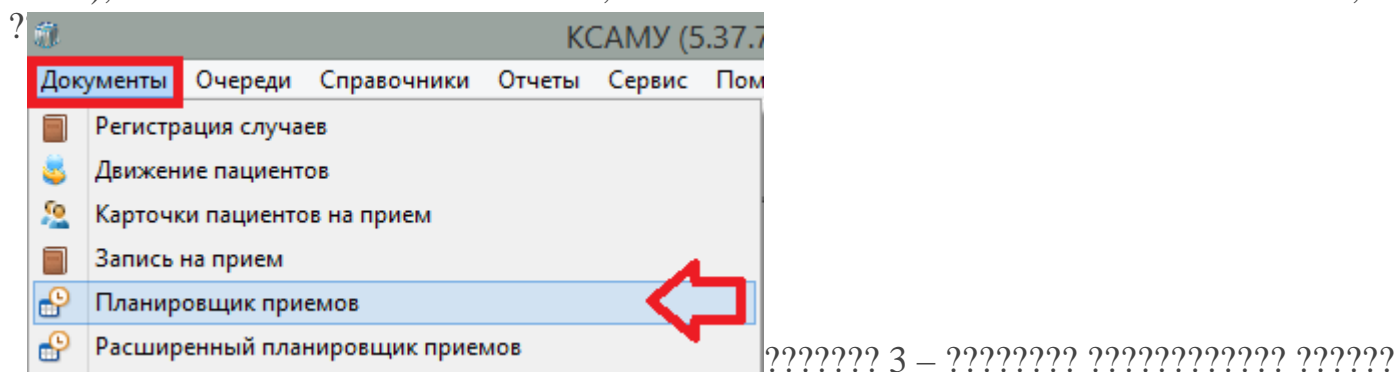 КСАМУ (5.37.7
Документы Очереди Справочники Отчеты Сервис Пом
Регистрация случаев
Движение пациентов
Карточки пациентов на прием
Запись на прием
Планировщик приемов
Расширенный планировщик приемов
??????? 3 – ???????? ???????????? ??????